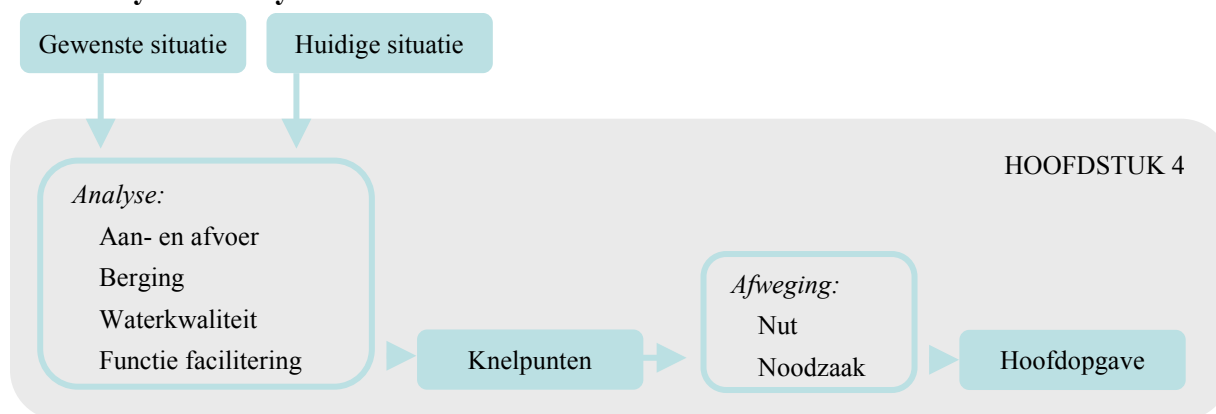 Gewenste situatie
Huidige situatie
HOOFDSTUK 4
Analyse:
Aan- en afvoer
Berging
Waterkwaliteit
Functie facilitering
Knelpunten
Afweging:
Nut
Noodzaak
Hoofdopgave